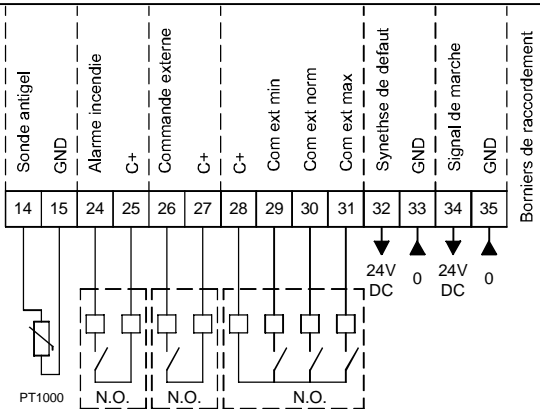 Sonde antigel
GND
Alarme incendie
C+
Commande externe
C+
C+
Com ext min
Com ext norm
Com ext max
Synethse de defaut
GND
Signal de marche
GND
Borniers de raccordement
14 15 24 25 26 27 28 29 30 31 32 33 34 35
24V
DC
0
24V
DC
0
PT1000
N.O.
N.O.
N.O.